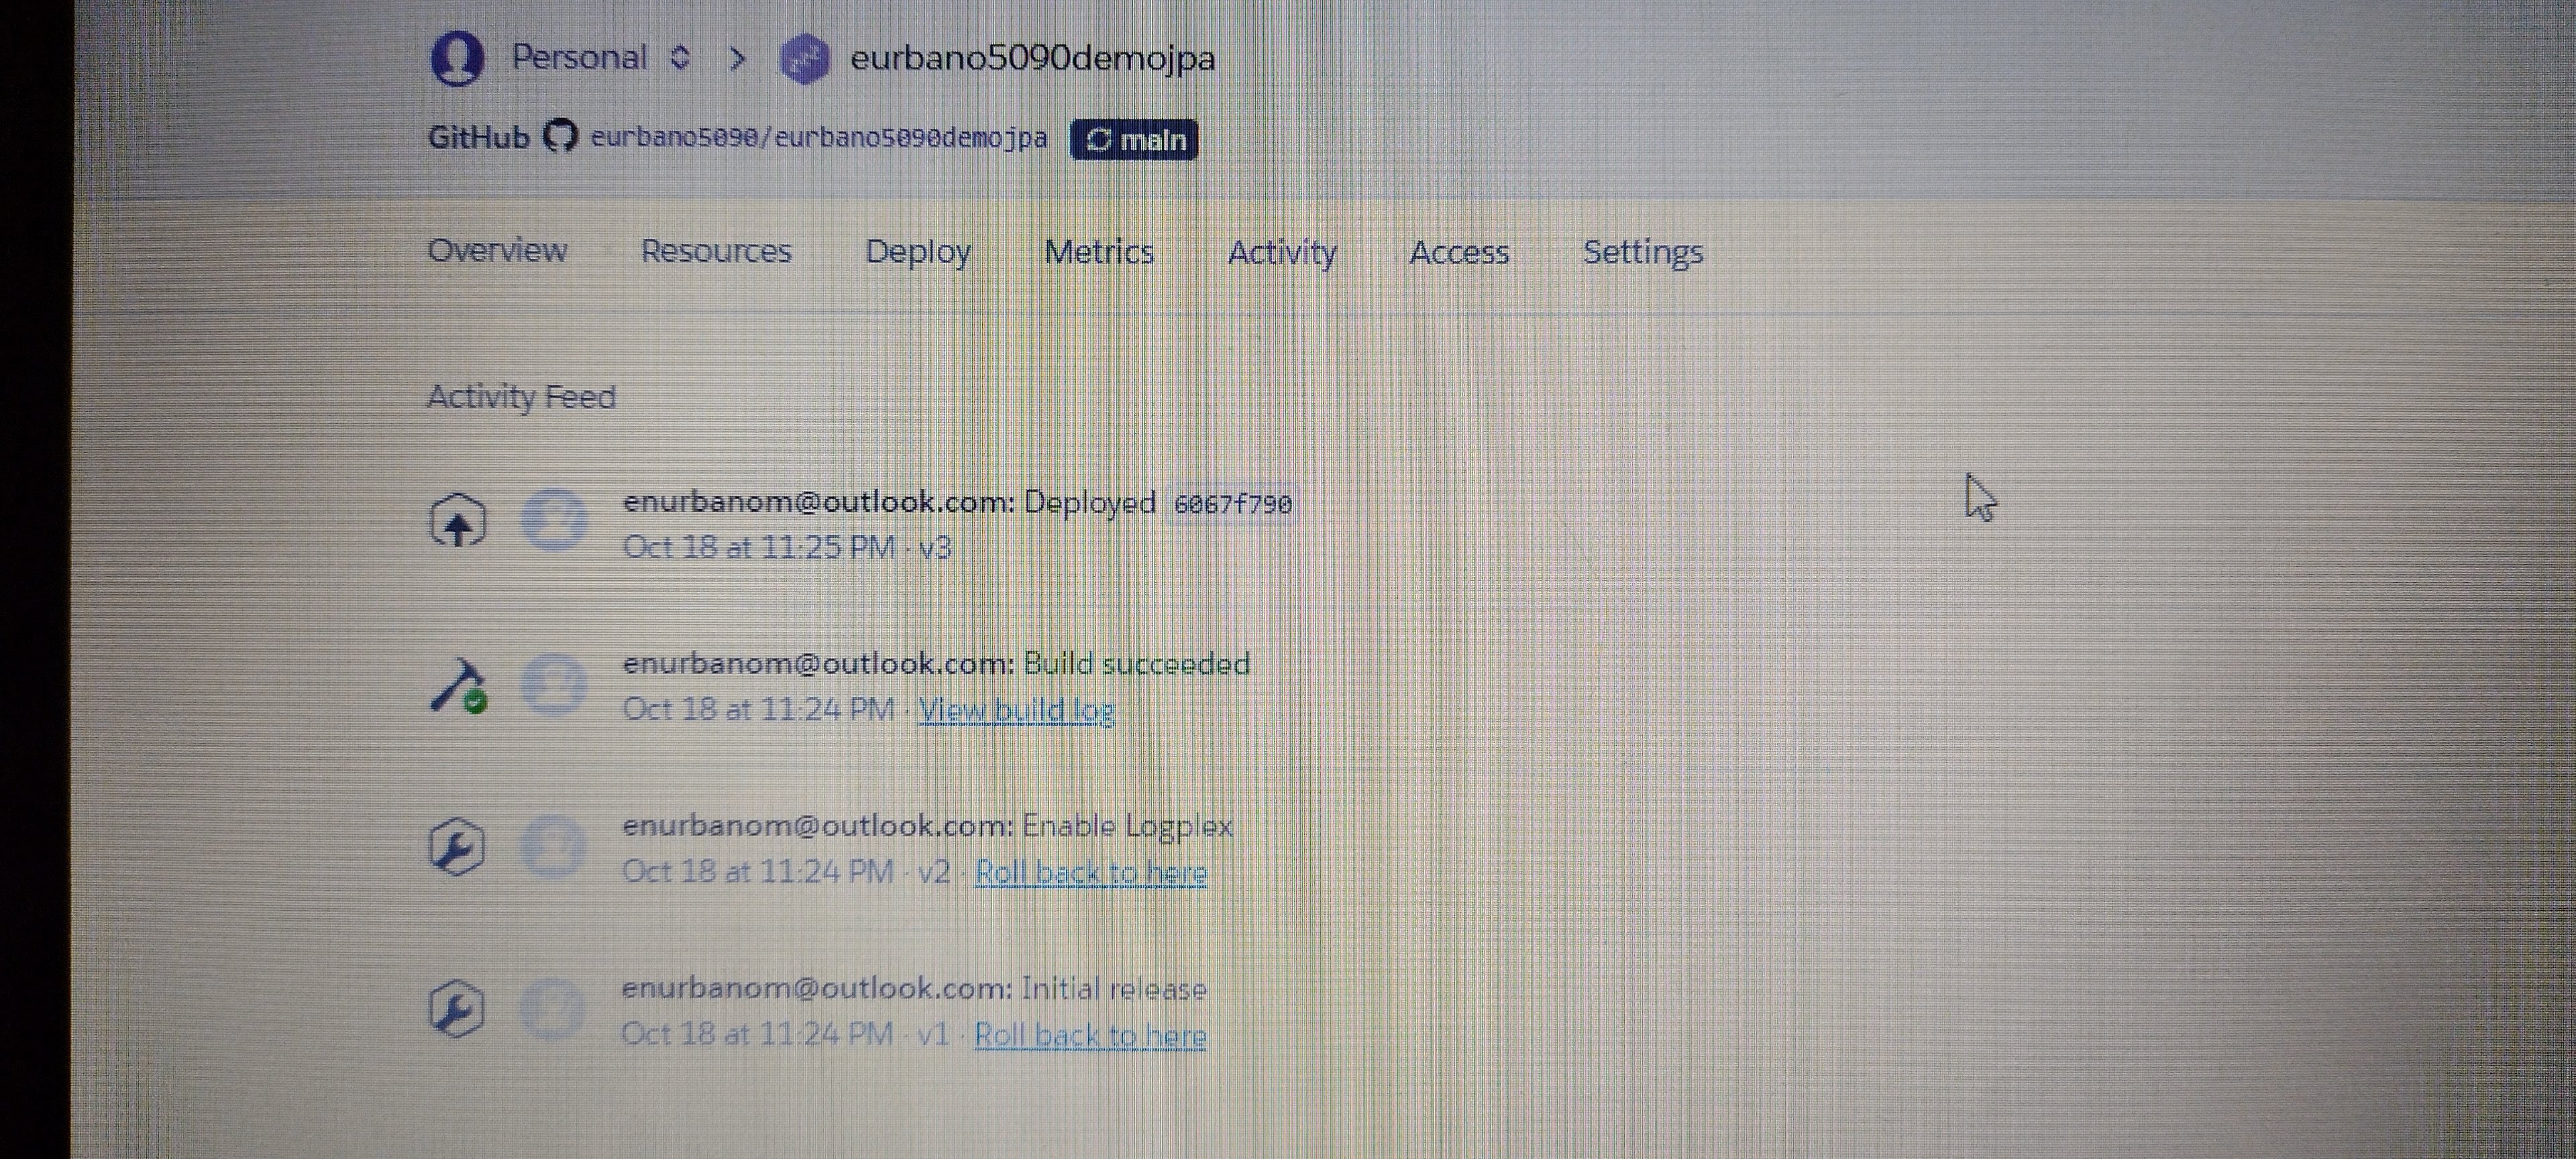 Personal > eurbano5090demojpa
GitHub eurbano5090/eurbano5090demojpa main
Overview Resources Deploy Metrics Activity Access Settings
Activity Feed
enurbanom@outlook.com: Deployed 6067f790
Oct 18 at 11:25 PM · v3
enurbanom@outlook.com: Build succeeded
Oct 18 at 11:24 PM · View build log
enurbanom@outlook.com: Enable Logplex
Oct 18 at 11:24 PM · v2 · Roll back to here
enurbanom@outlook.com: Initial release
Oct 18 at 11:24 PM · v1 · Roll back to here